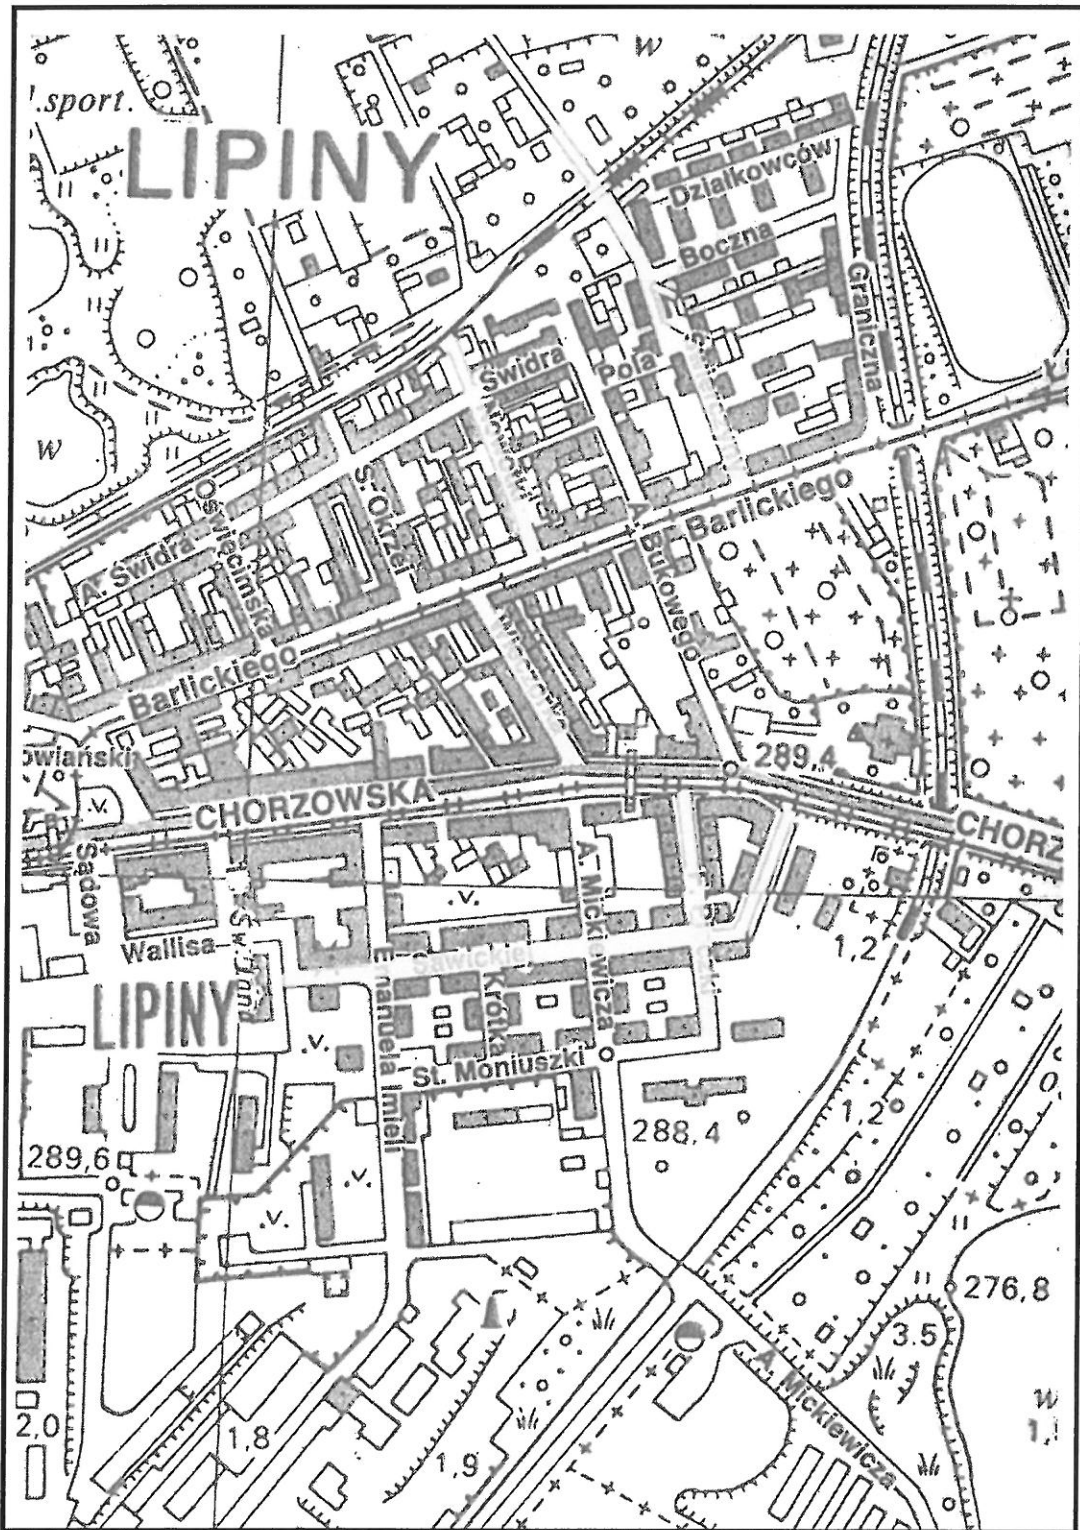 w
.sport.
LIPINY
Działkowców
Boczna
Graniczna
Świdra
Pola
w
S. Okrzei
Oświęcimska
A. Świdra
Barlickiego
A. Bukowego
Barlickiego
289,4
.v.
CHORZOWSKA
CHORZ
Sądowa
A. Mickiewicza
.v.
Wallisa
1,2
Sawickiej
Krótka
Emanuela Imieli
LIPINY
.v.
St. Moniuszki
288,4
1,2
289,6
.v.
.v.
276,8
3.5
A. Mickiewicza
w
2,0
1,8
1,9